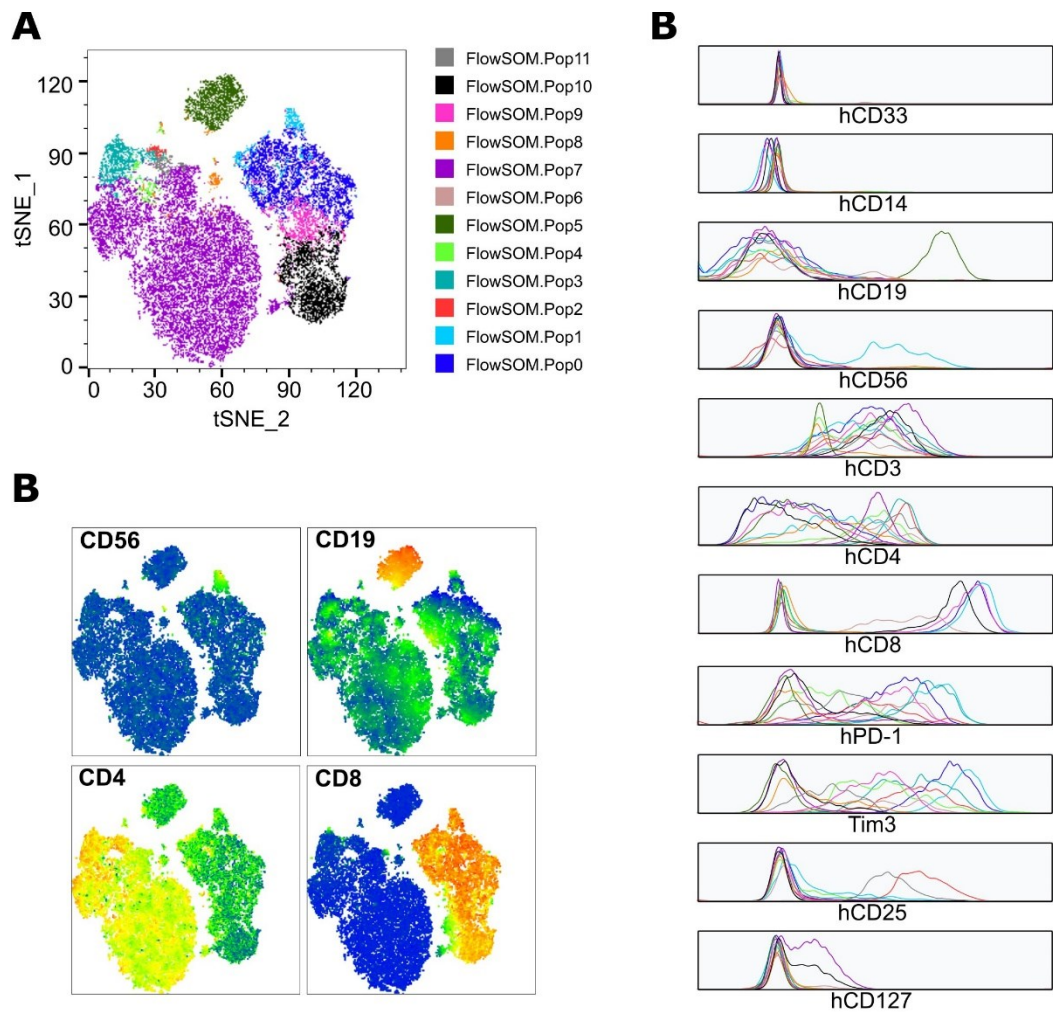 A
120
90
60
30
0
tSNE_1
0 30 60 90 120
tSNE_2
FlowSOM.Pop11
FlowSOM.Pop10
FlowSOM.Pop9
FlowSOM.Pop8
FlowSOM.Pop7
FlowSOM.Pop6
FlowSOM.Pop5
FlowSOM.Pop4
FlowSOM.Pop3
FlowSOM.Pop2
FlowSOM.Pop1
FlowSOM.Pop0
B
CD56 CD19
CD4 CD8
B
hCD33
hCD14
hCD19
hCD56
hCD3
hCD4
hCD8
hPD-1
Tim3
hCD25
hCD127